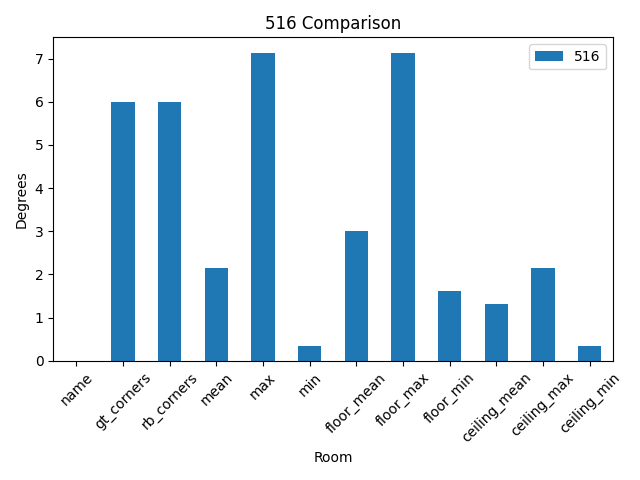 516 Comparison
516
Degrees
7
6
5
4
3
2
1
0
name
gt_corners
rb_corners
mean
max
min
floor_mean
floor_max
floor_min
ceiling_mean
ceiling_max
ceiling_min
Room